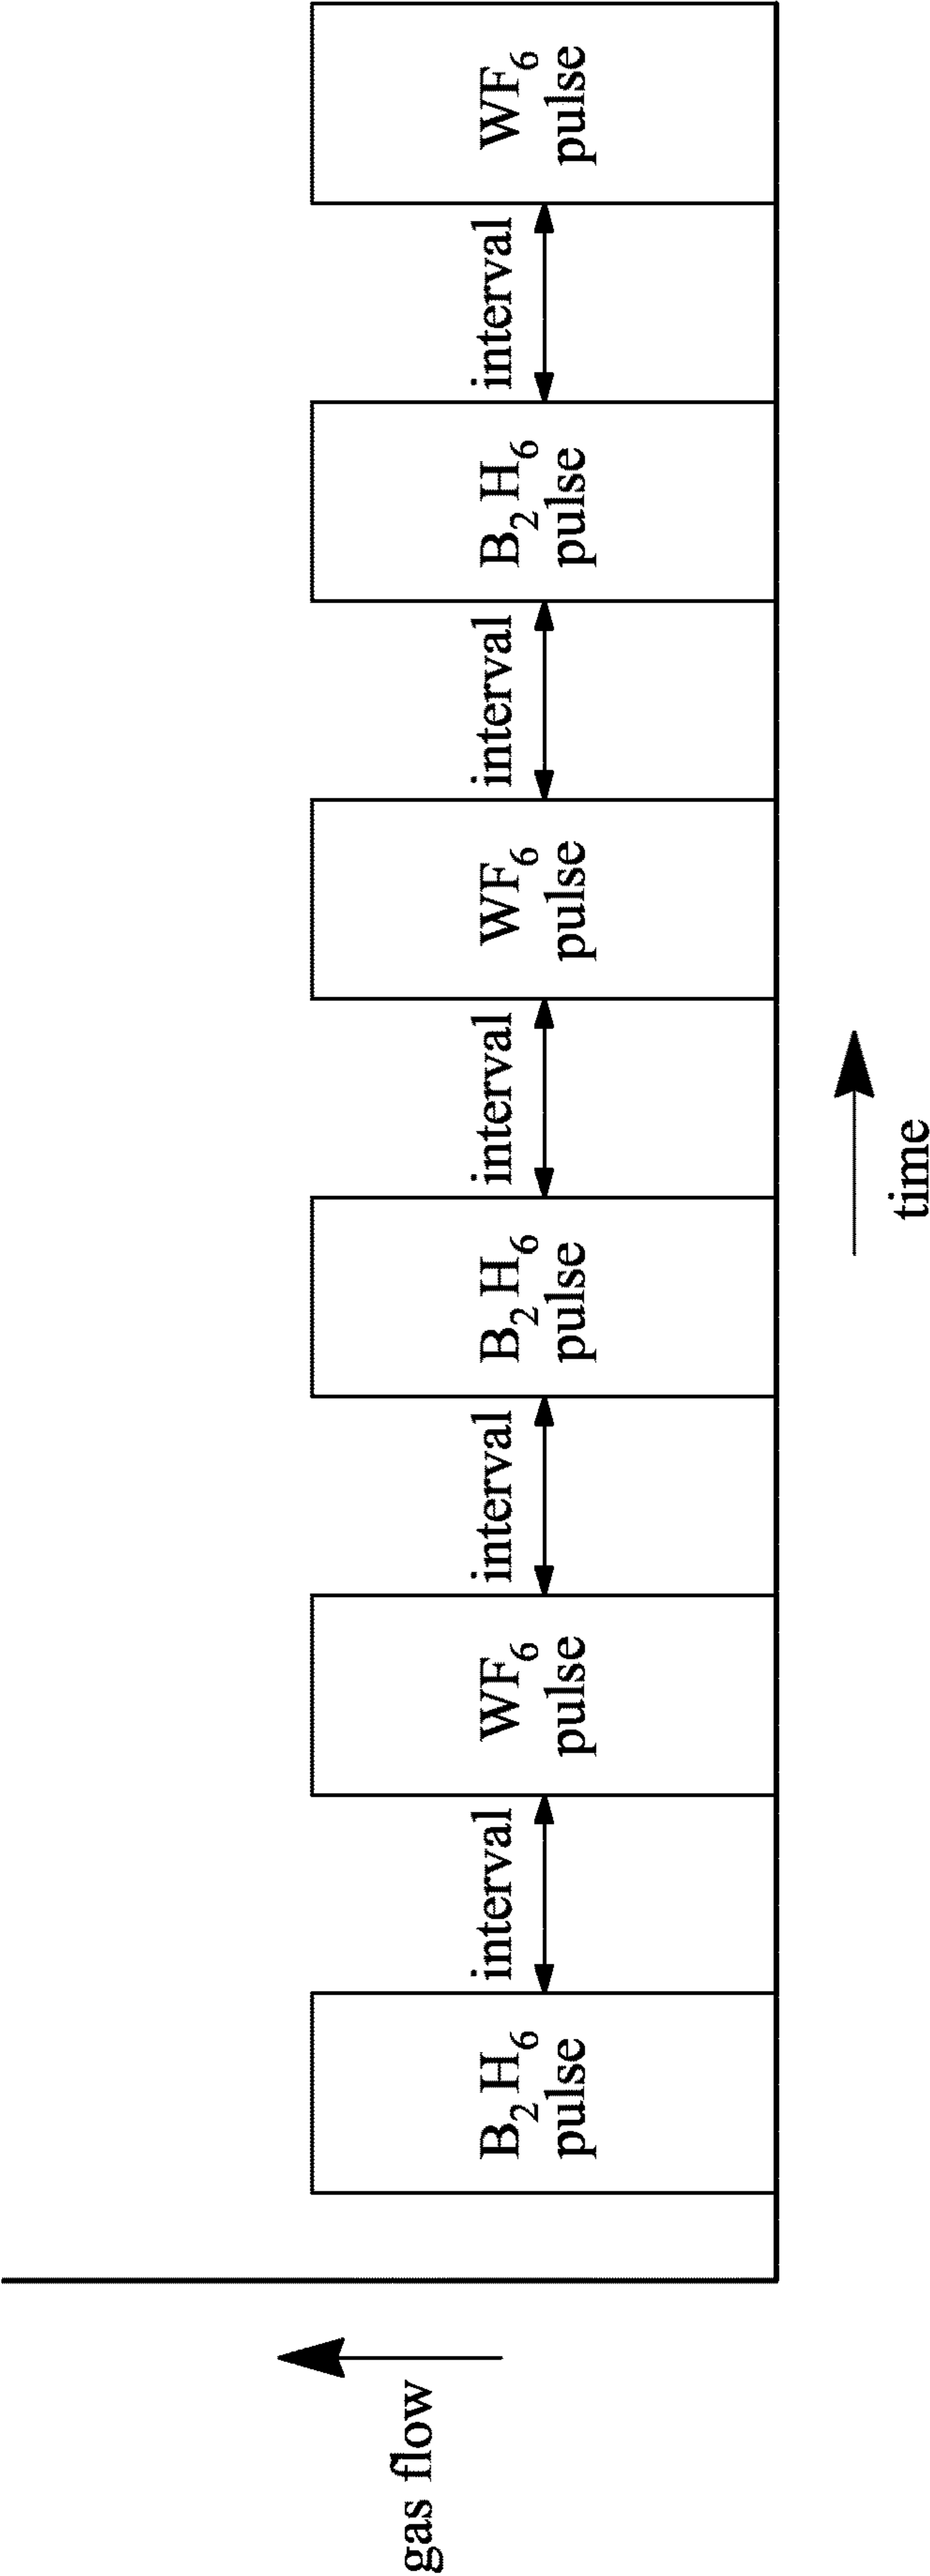 gas flow
B₂H₆
pulse
interval
WF₆
pulse
interval
B₂H₆
pulse
interval
WF₆
pulse
interval
B₂H₆
pulse
interval
WF₆
pulse
time